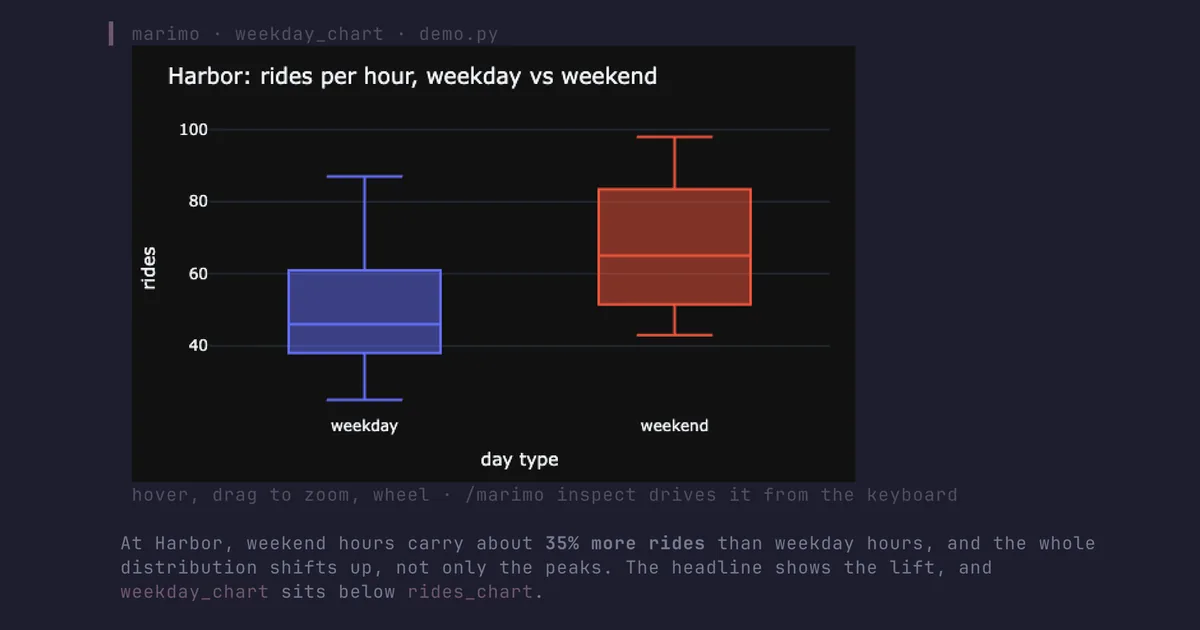 marimo · weekday_chart · demo.py
Harbor: rides per hour, weekday vs weekend
100
80
60
40
rides
weekday
weekend
day type
hover, drag to zoom, wheel · /marimo inspect drives it from the keyboard
At Harbor, weekend hours carry about 35% more rides than weekday hours, and the whole
distribution shifts up, not only the peaks. The headline shows the lift, and
weekday_chart sits below rides_chart.